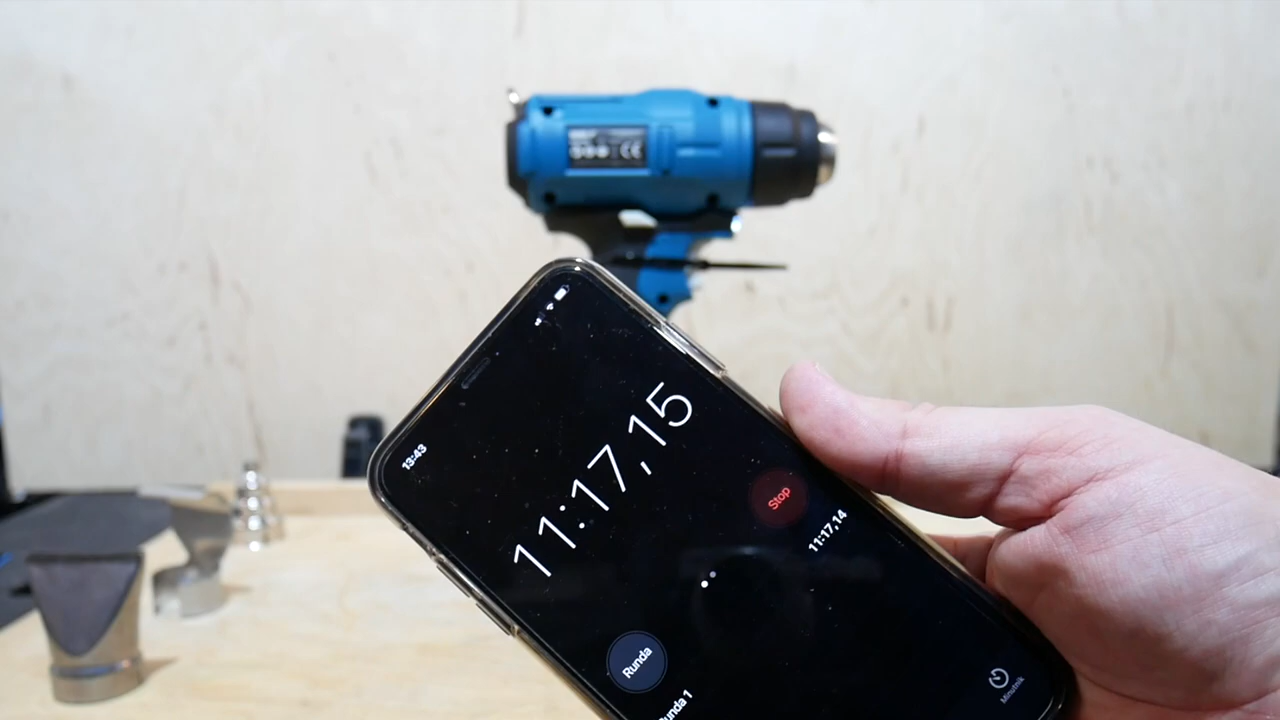 13:43
11:17,15
Runda
Stop
Runda 1
11:17,14
Minutnik
CE